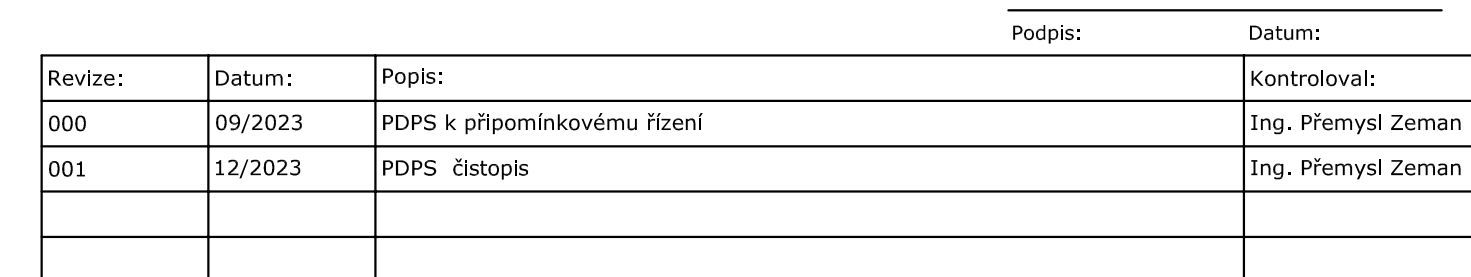 Podpis: Datum:
Revize: Datum: Popis: Kontroloval:
000 09/2023 PDPS k připomínkovému řízení Ing. Přemysl Zeman
001 12/2023 PDPS  čistopis Ing. Přemysl Zeman